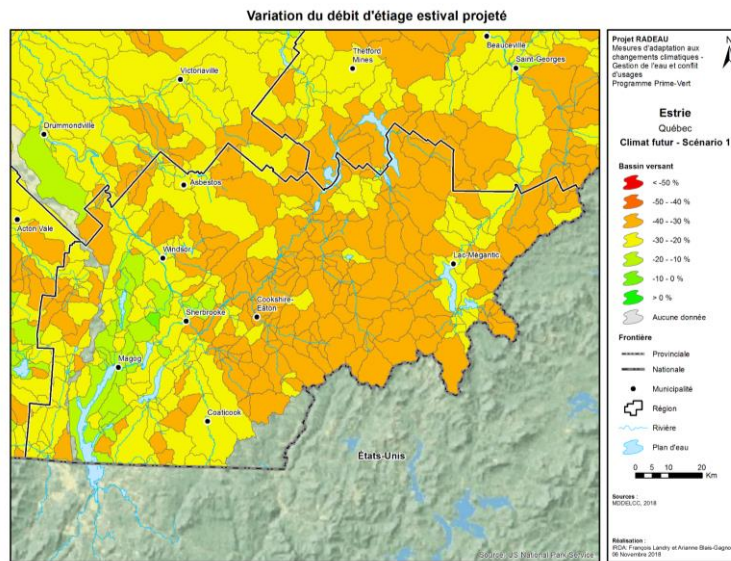 Variation du débit d'étiage estival projeté
Projet RADEAU
Mesures d'adaptation aux
changements climatiques -
Gestion de l'eau et conflit
d'usages
Programme Prime-Vert
N
Estrie
Québec
Climat futur - Scénario 1
Bassin versant
< -50 %
-50 - -40 %
-40 - -30 %
-30 - -20 %
-20 - -10 %
-10 - 0 %
> 0 %
Aucune donnée
Frontière
Provinciale
Nationale
Municipalité
Région
Rivière
Plan d'eau
0 5 10 20
Km
Sources :
MDDELCC, 2018
Réalisation :
IRDA: François Landry et Arianne Blais-Gagnon
06 Novembre 2018
Beauceville
Thetford
Mines
Saint-Georges
Victoriaville
Drummondville
Asbestos
Acton Vale
Windsor
Lac-Mégantic
Cookshire-
Eaton
Sherbrooke
Magog
Coaticook
États-Unis
Source: US National Park Service